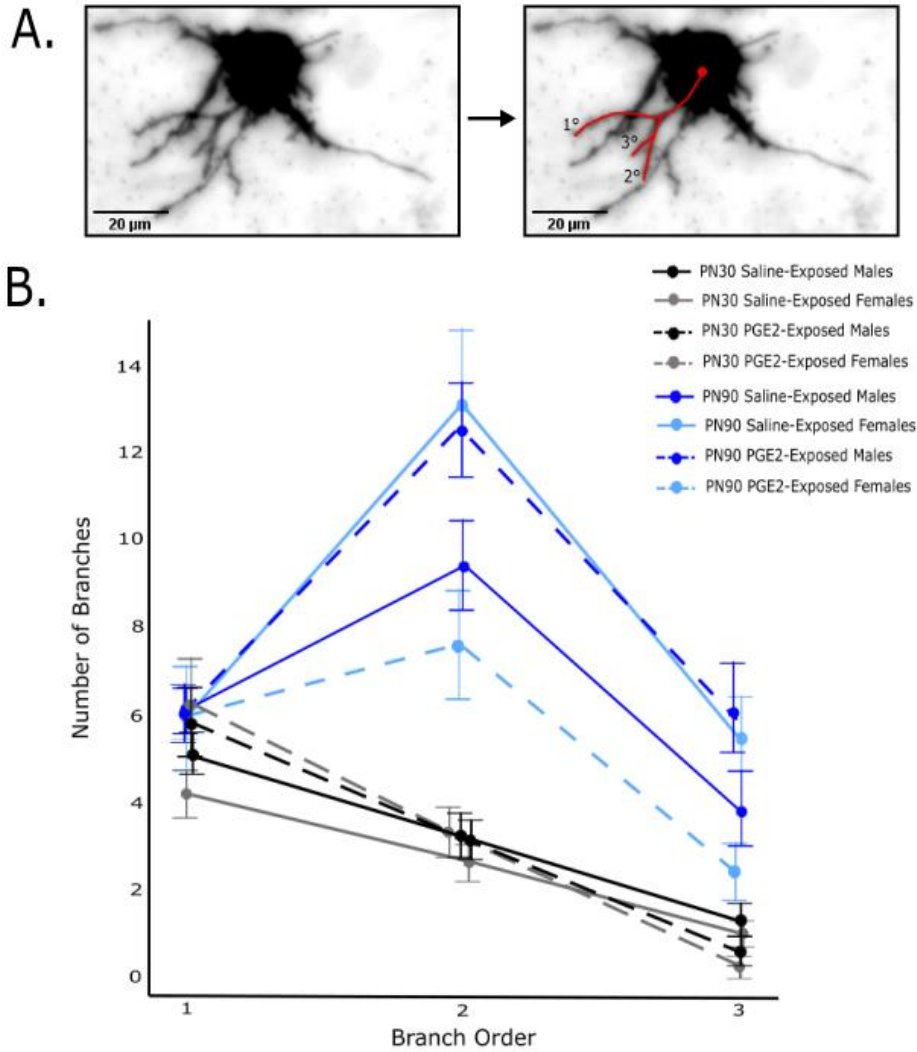 A.
20 µm
1°
3°
2°
20 µm
B.
PN30 Saline-Exposed Males
PN30 Saline-Exposed Females
PN30 PGE2-Exposed Males
PN30 PGE2-Exposed Females
PN90 Saline-Exposed Males
PN90 Saline-Exposed Females
PN90 PGE2-Exposed Males
PN90 PGE2-Exposed Females
Number of Branches
14
12
10
8
6
4
2
0
1 2 3
Branch Order